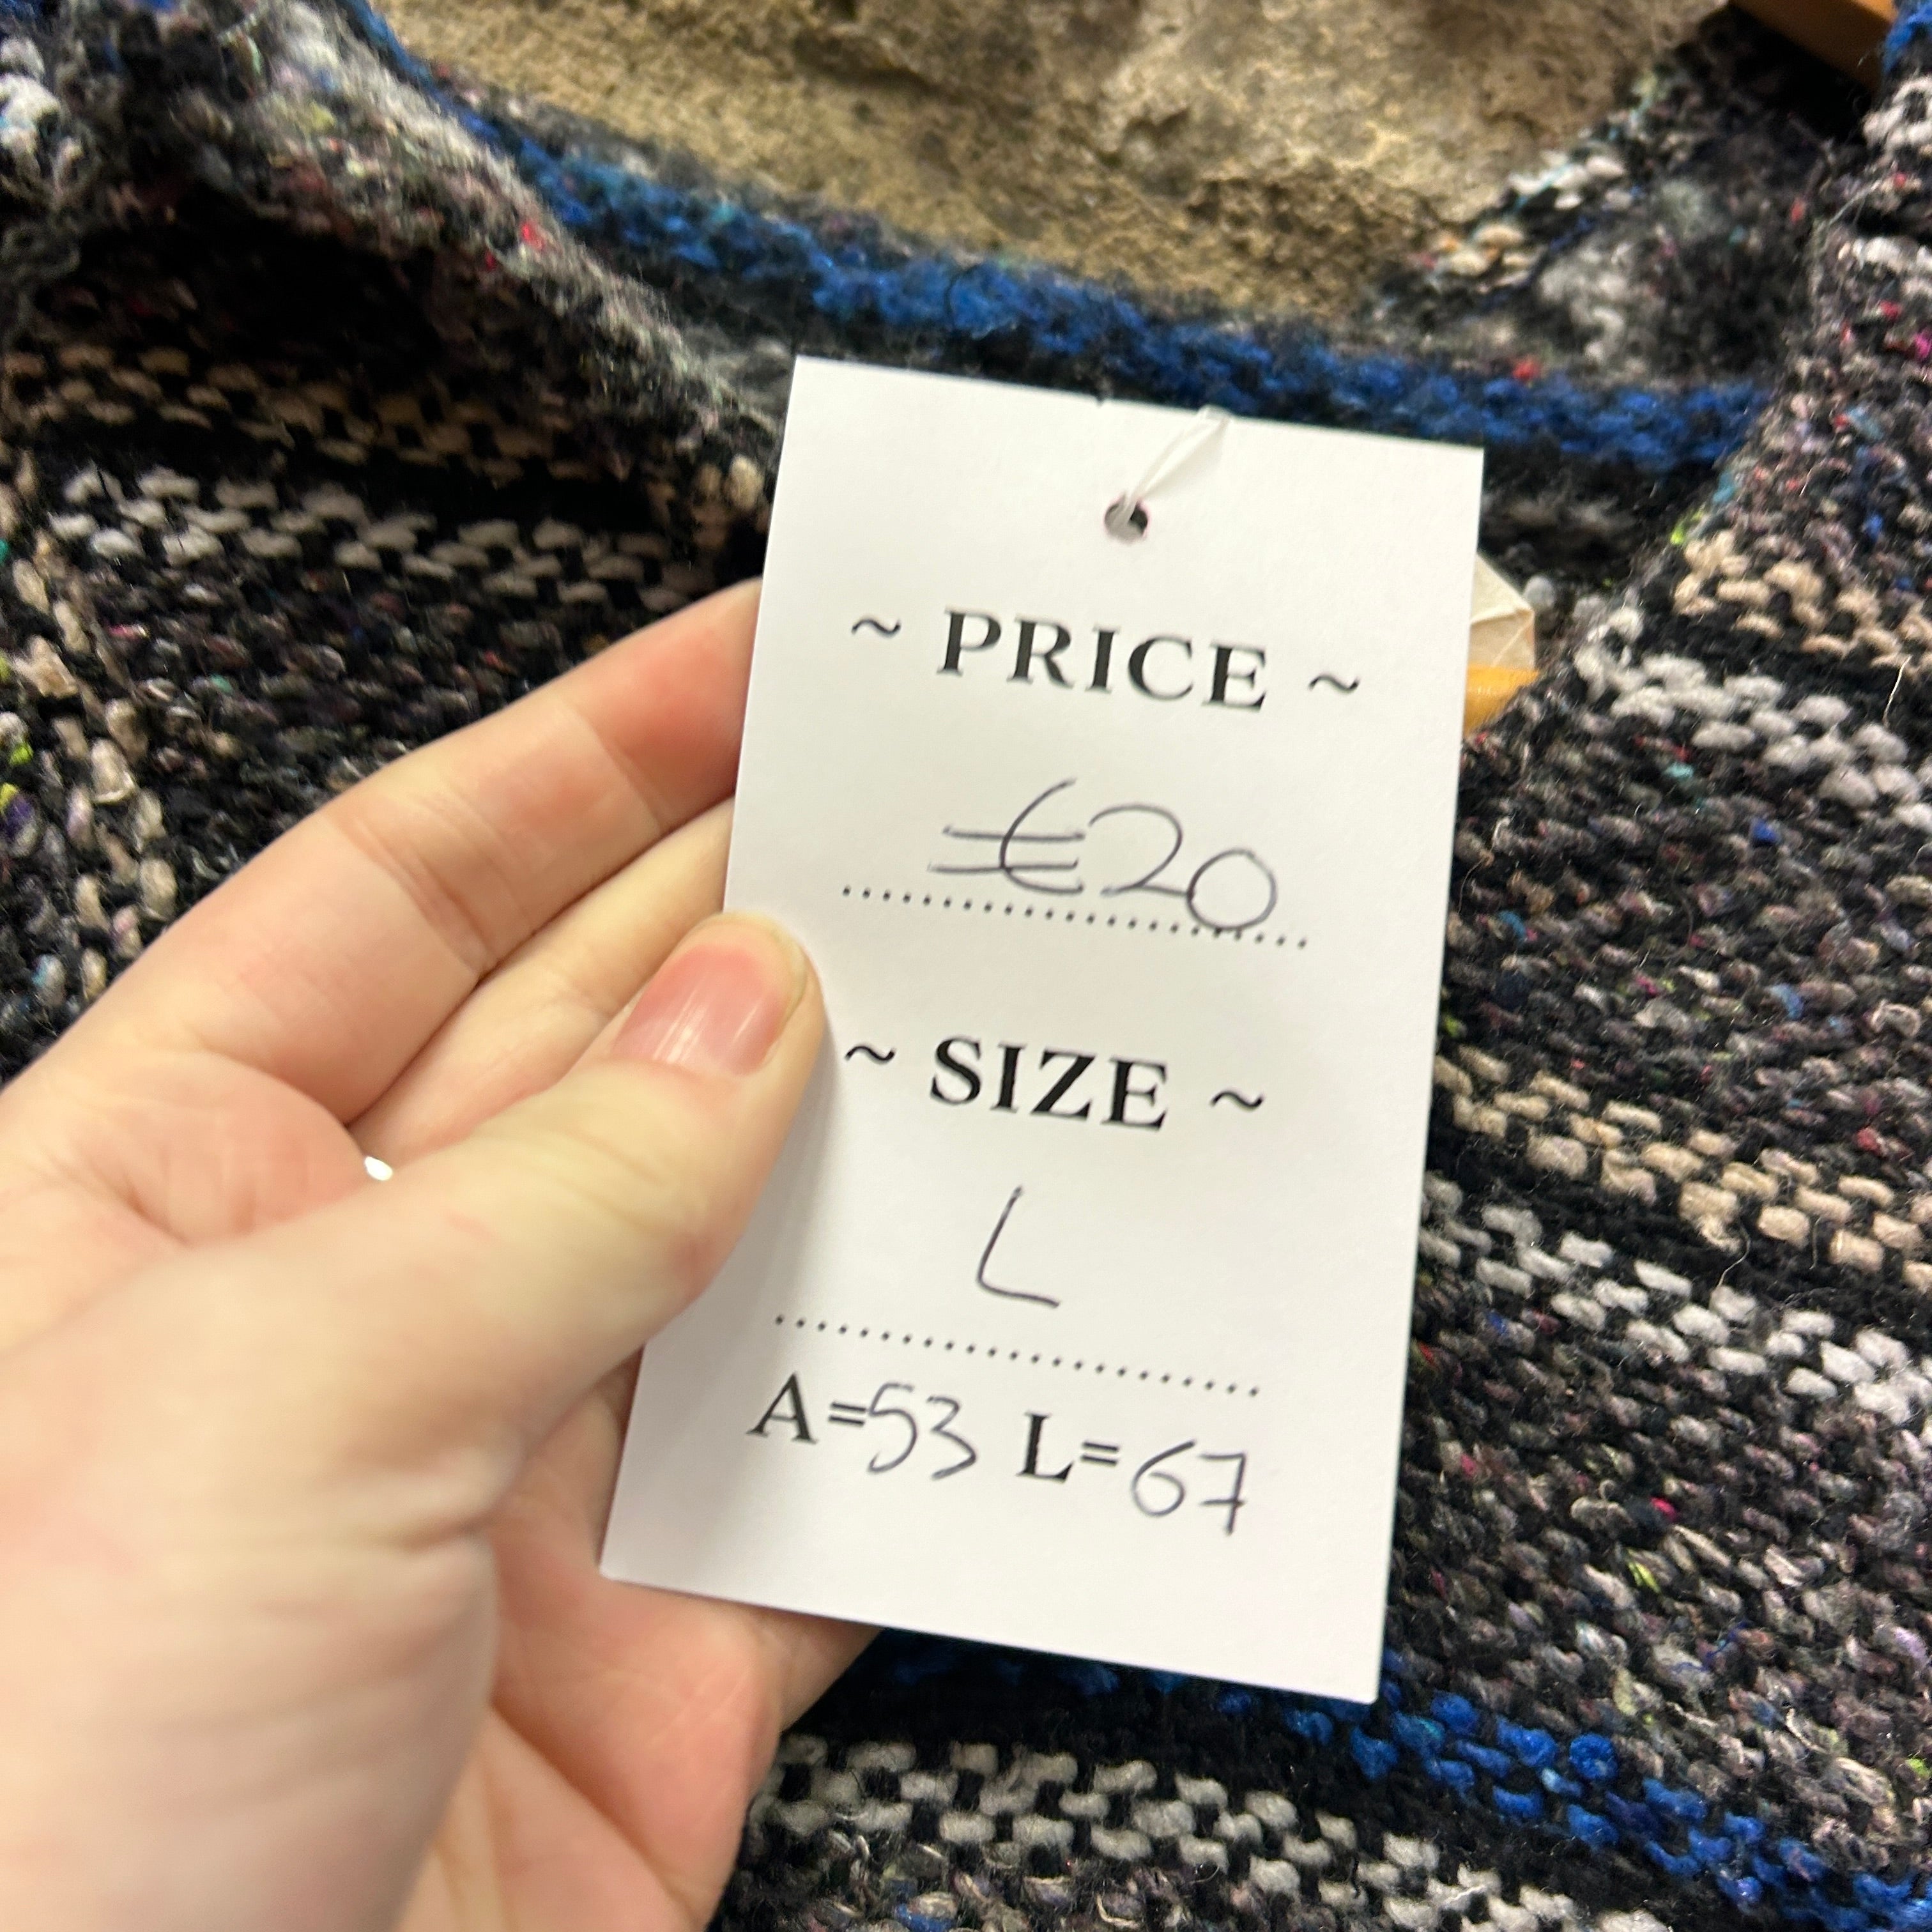 ~ PRICE ~
€20
~ SIZE ~
L
A=53 L=67